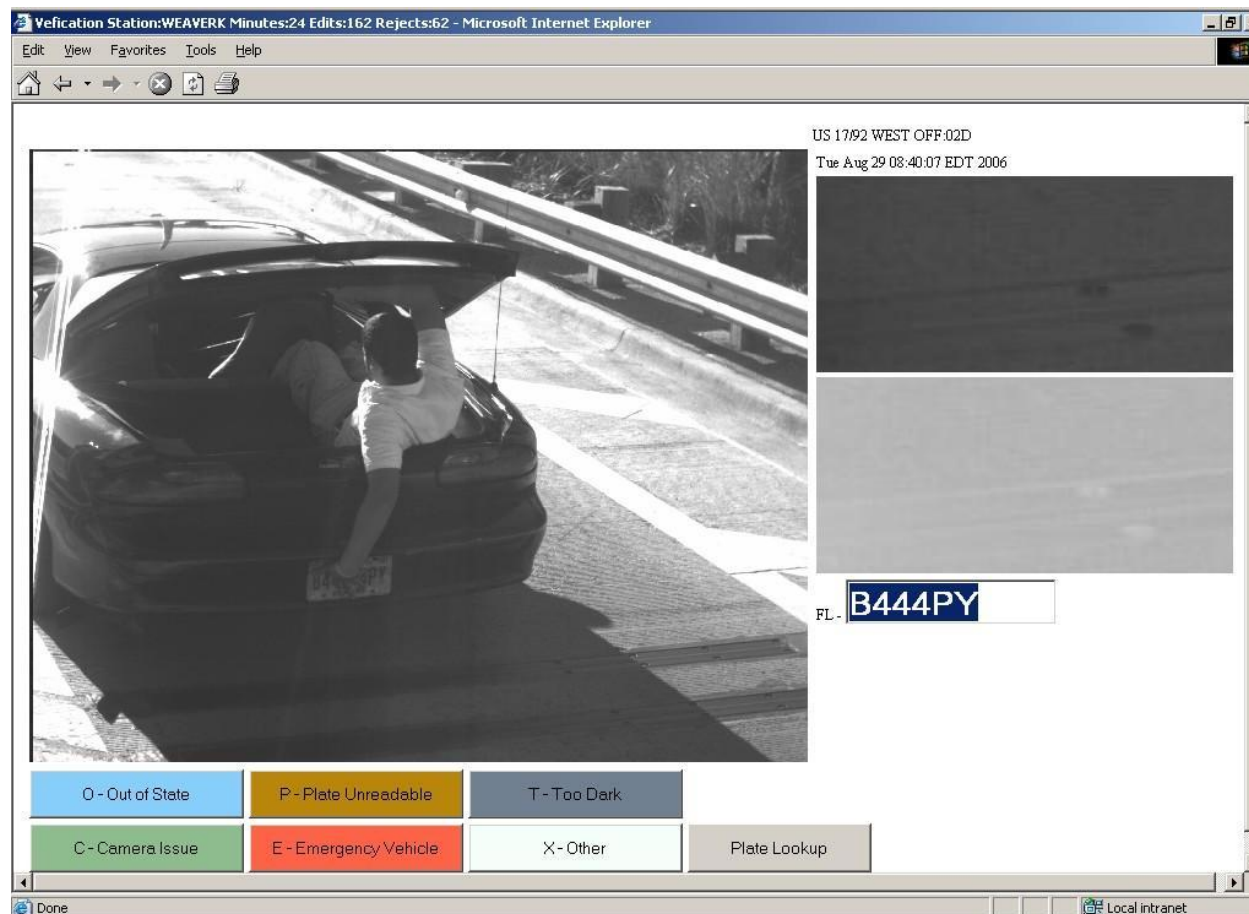 Vefication Station:WEAVERK Minutes:24 Edits:162 Rejects:62 - Microsoft Internet Explorer
Edit View Favorites Tools Help
US 17/92 WEST OFF:02D
Tue Aug 29 08:40:07 EDT 2006
FL - B444PY
O - Out of State
P - Plate Unreadable
T - Too Dark
C - Camera Issue
E - Emergency Vehicle
X - Other
Plate Lookup
Done
Local intranet